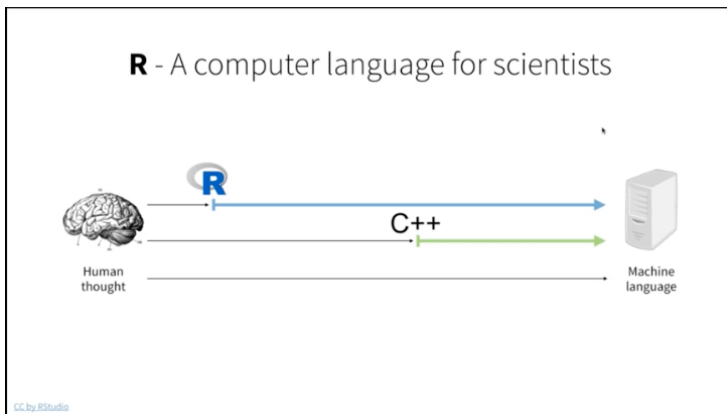 R - A computer language for scientists
R
C++
Human
thought
Machine
language
CC by RStudio